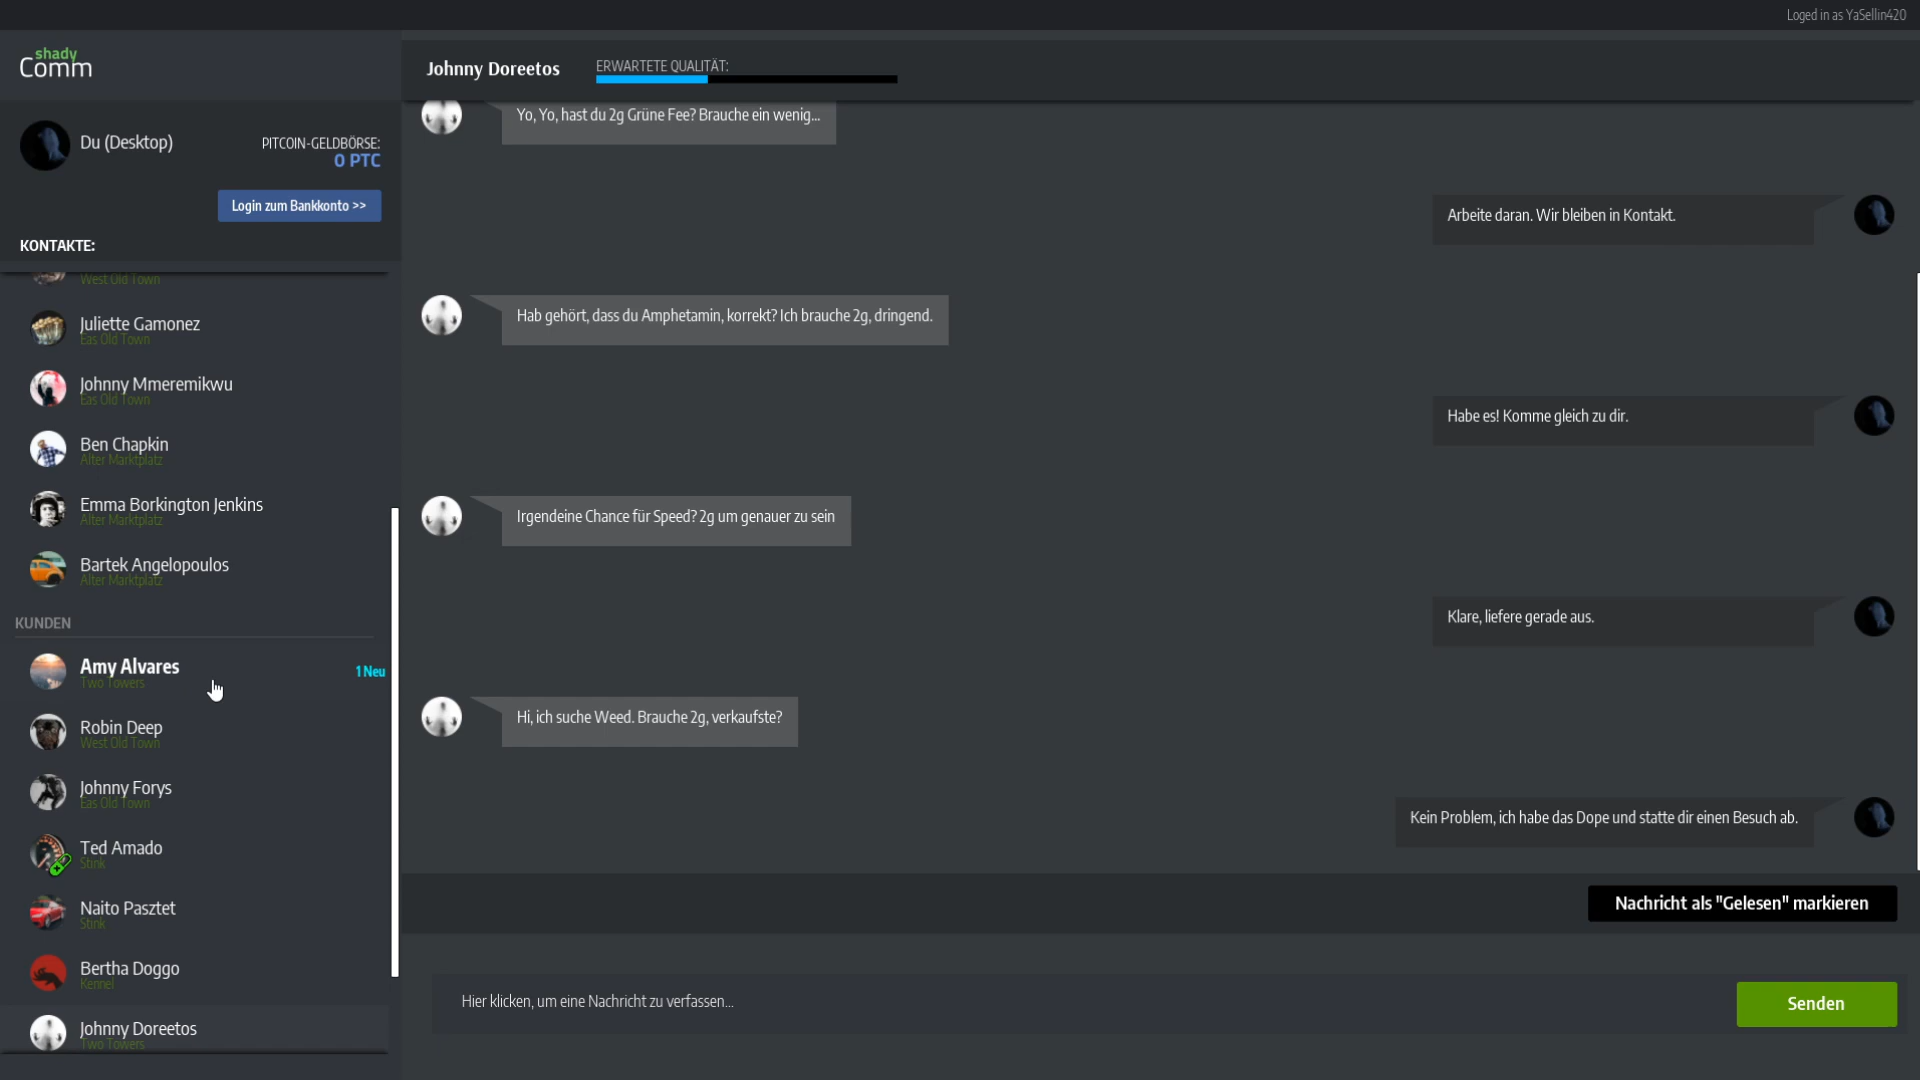 Loged in as YaSellin420
shady
Comm
Du (Desktop)
PITCOIN-GELDBÖRSE:
0 PTC
Login zum Bankkonto >>
KONTAKTE:
West Old Town
Juliette Gamonez
Eas Old Town
Johnny Mmeremikwu
Eas Old Town
Ben Chapkin
Alter Marktplatz
Emma Borkington Jenkins
Alter Marktplatz
Bartek Angelopoulos
Alter Marktplatz
KUNDEN
Amy Alvares
1 Neu
Two Towers
Robin Deep
West Old Town
Johnny Forys
Eas Old Town
Ted Amado
Stink
Naito Pasztet
Stink
Bertha Doggo
Kennel
Johnny Doreetos
Two Towers
Johnny Doreetos
ERWARTETE QUALITÄT:
Yo, Yo, hast du 2g Grüne Fee? Brauche ein wenig...
Arbeite daran. Wir bleiben in Kontakt.
Hab gehört, dass du Amphetamin, korrekt? Ich brauche 2g, dringend.
Habe es! Komme gleich zu dir.
Irgendeine Chance für Speed? 2g um genauer zu sein
Klare, liefere gerade aus.
Hi, ich suche Weed. Brauche 2g, verkaufste?
Kein Problem, ich habe das Dope und statte dir einen Besuch ab.
Nachricht als "Gelesen" markieren
Hier klicken, um eine Nachricht zu verfassen...
Senden